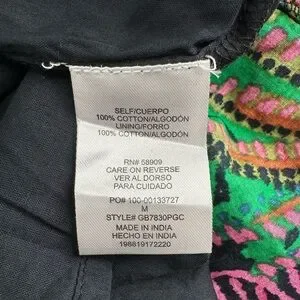 SELF/CUERPO
100% COTTON/ALGODON
LINING/FORRO
100% COTTON/ALGODON
RN# 58909
CARE ON REVERSE
VER AL DORSO
PARA CUIDADO
PO# 100-00133727
M
STYLE# GB7830PGC
MADE IN INDIA
HECHO EN INDIA
198819172220